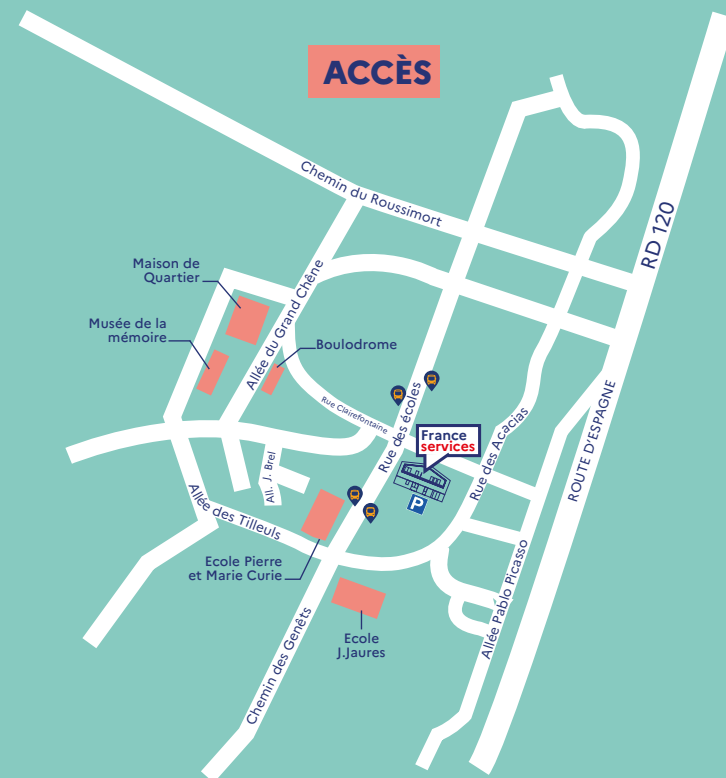 ACCÈS
Chemin du Roussimort
RD 120
Maison de
Quartier
Allée du Grand Chêne
Musée de la
mémoire
Boulodrome
Rue Clairefontaine
Rue des écoles
France
services
Rue des Acacias
ROUTE D'ESPAGNE
All. J. Brel
P
Allée des Tilleuls
Ecole Pierre
et Marie Curie
Allée Pablo Picasso
Chemin des Genêts
Ecole
J.Jaures